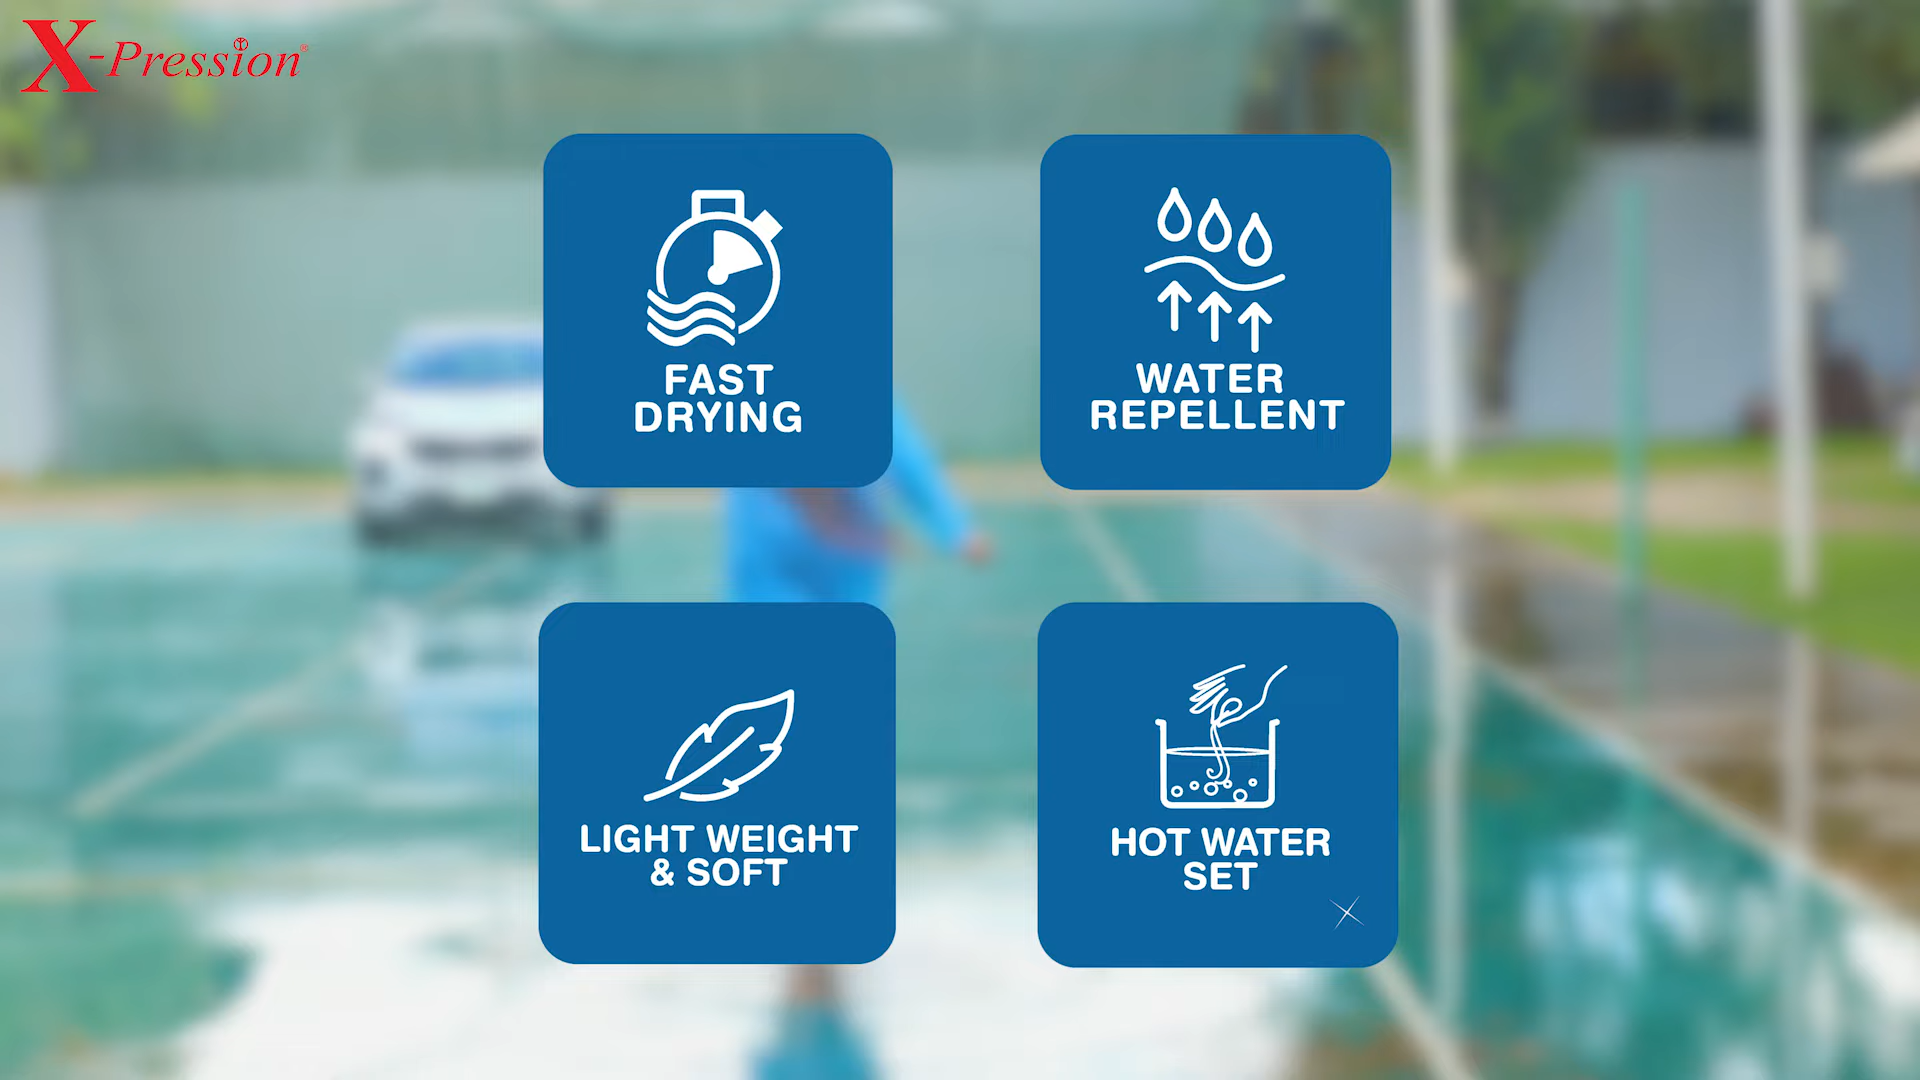 X-Pression®
FAST
DRYING
WATER
REPELLENT
LIGHT WEIGHT
& SOFT
HOT WATER
SET